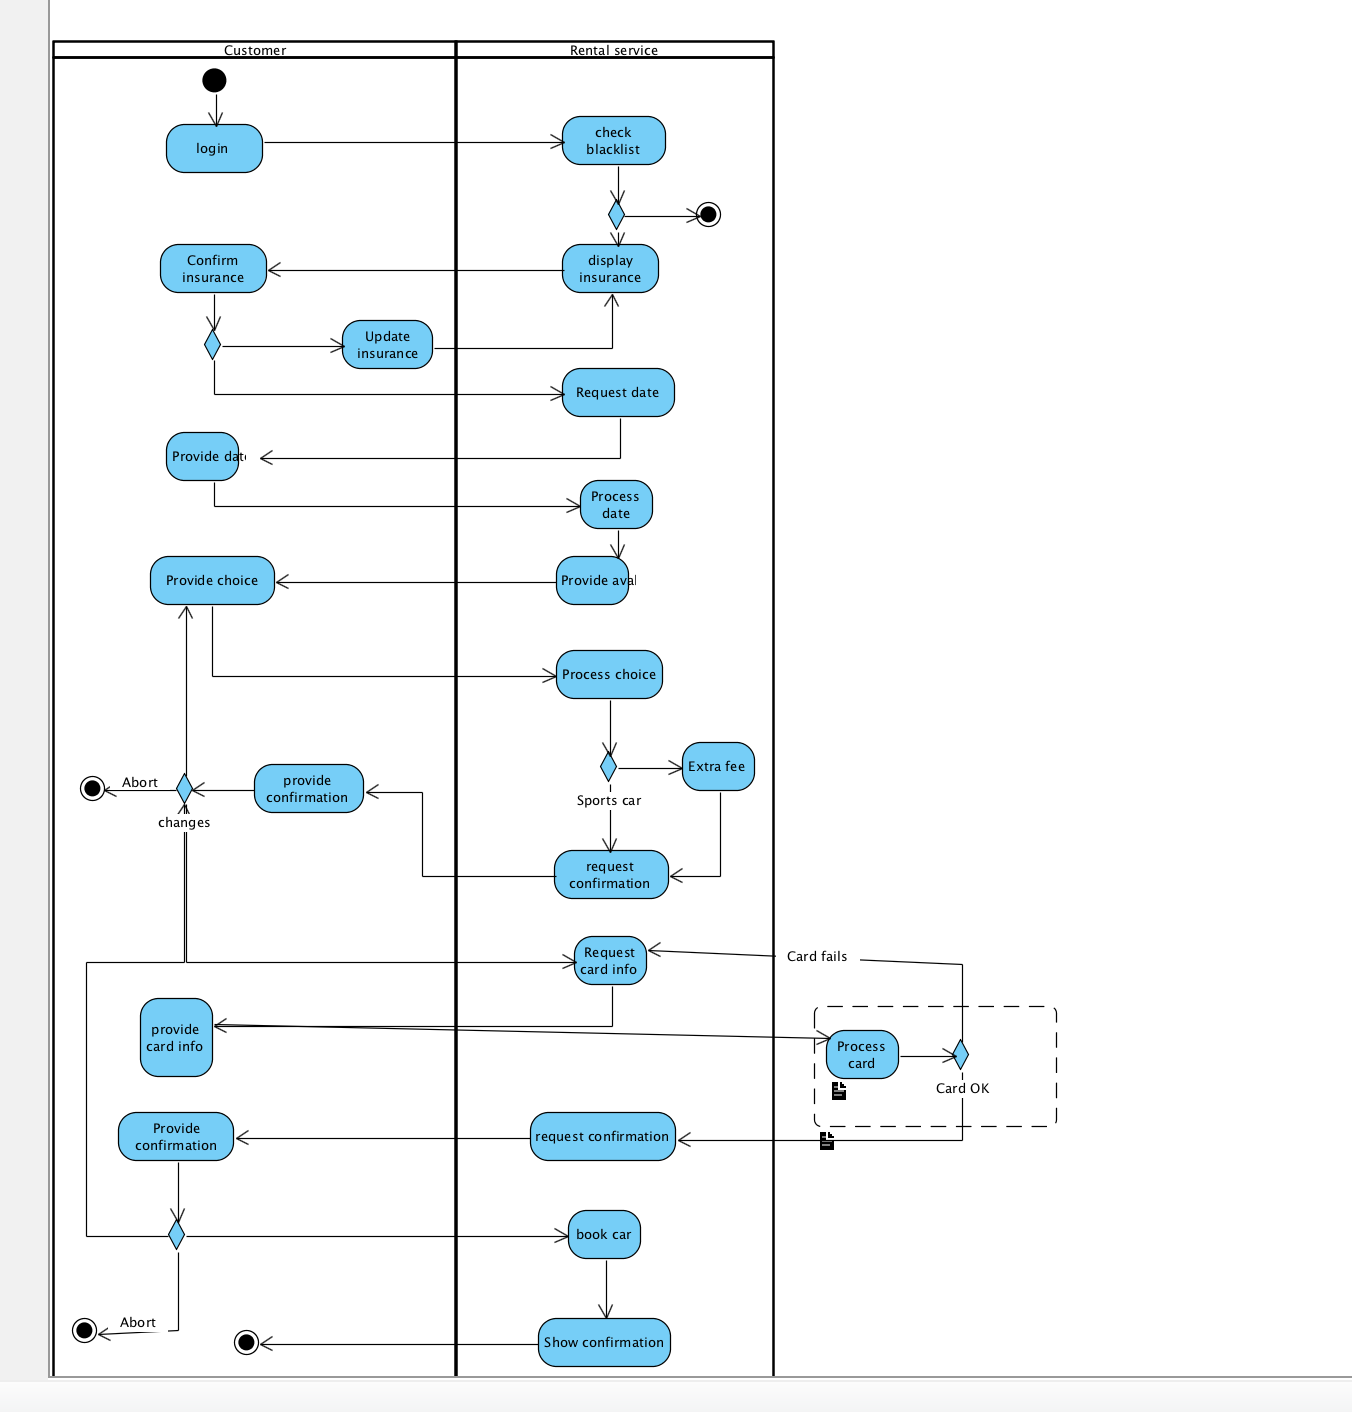 Customer
Rental service
login
check
blacklist
Confirm
insurance
display
insurance
Update
insurance
Request date
Provide dat
Process
date
Provide choice
Provide aval
Process choice
Extra fee
Abort
provide
confirmation
Sports car
changes
request
confirmation
Request
card info
Card fails
provide
card info
Process
card
Card OK
Provide
confirmation
request confirmation
book car
Abort
Show confirmation